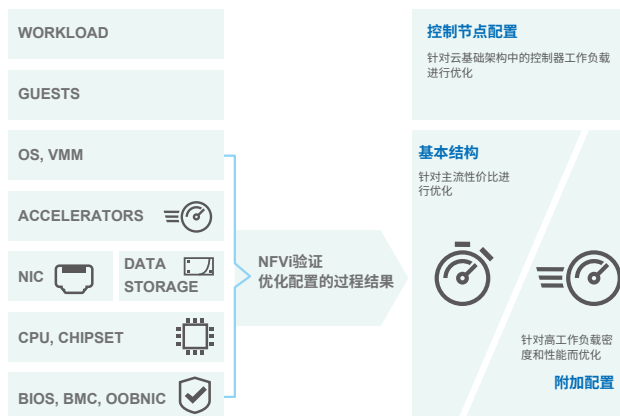 WORKLOAD
GUESTS
OS, VMM
ACCELERATORS
NIC
DATA
STORAGE
CPU, CHIPSET
BIOS, BMC, OOBNIC
NFVi验证
优化配置的过程结果
控制节点配置
针对云基础架构中的控制器工作负载
进行优化
基本结构
针对主流性价比进
行优化
针对高工作负载密
度和性能而优化
附加配置